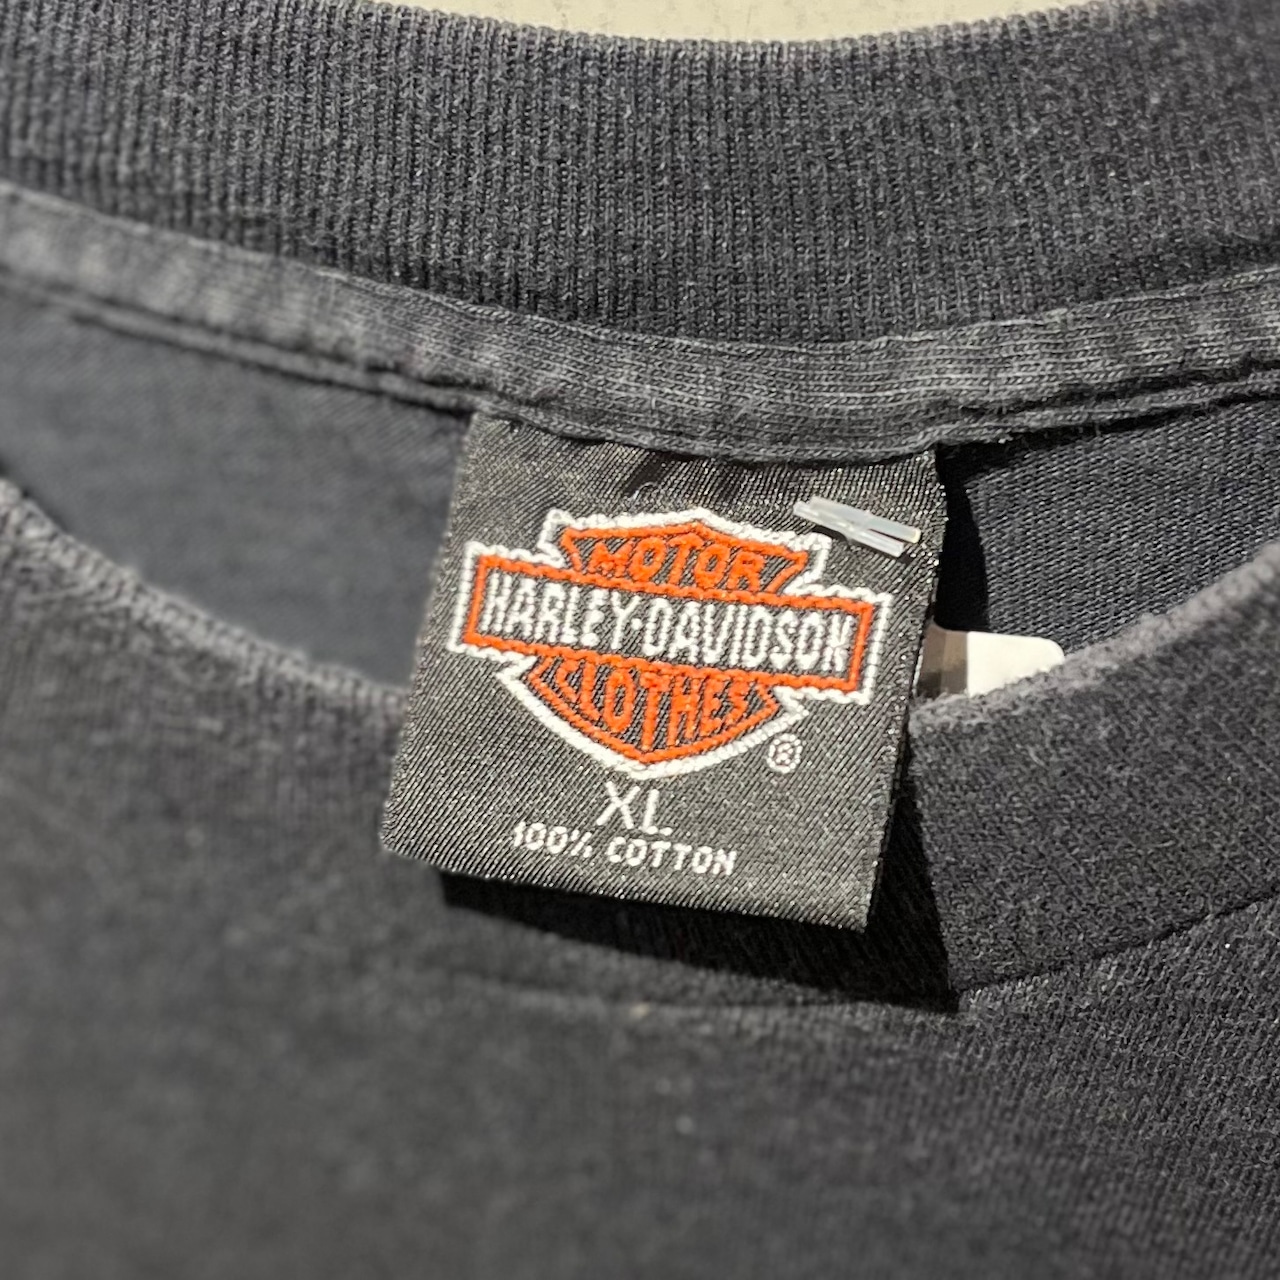 MOTOR
HARLEY-DAVIDSON
CLOTHES
®
XL
100% COTTON